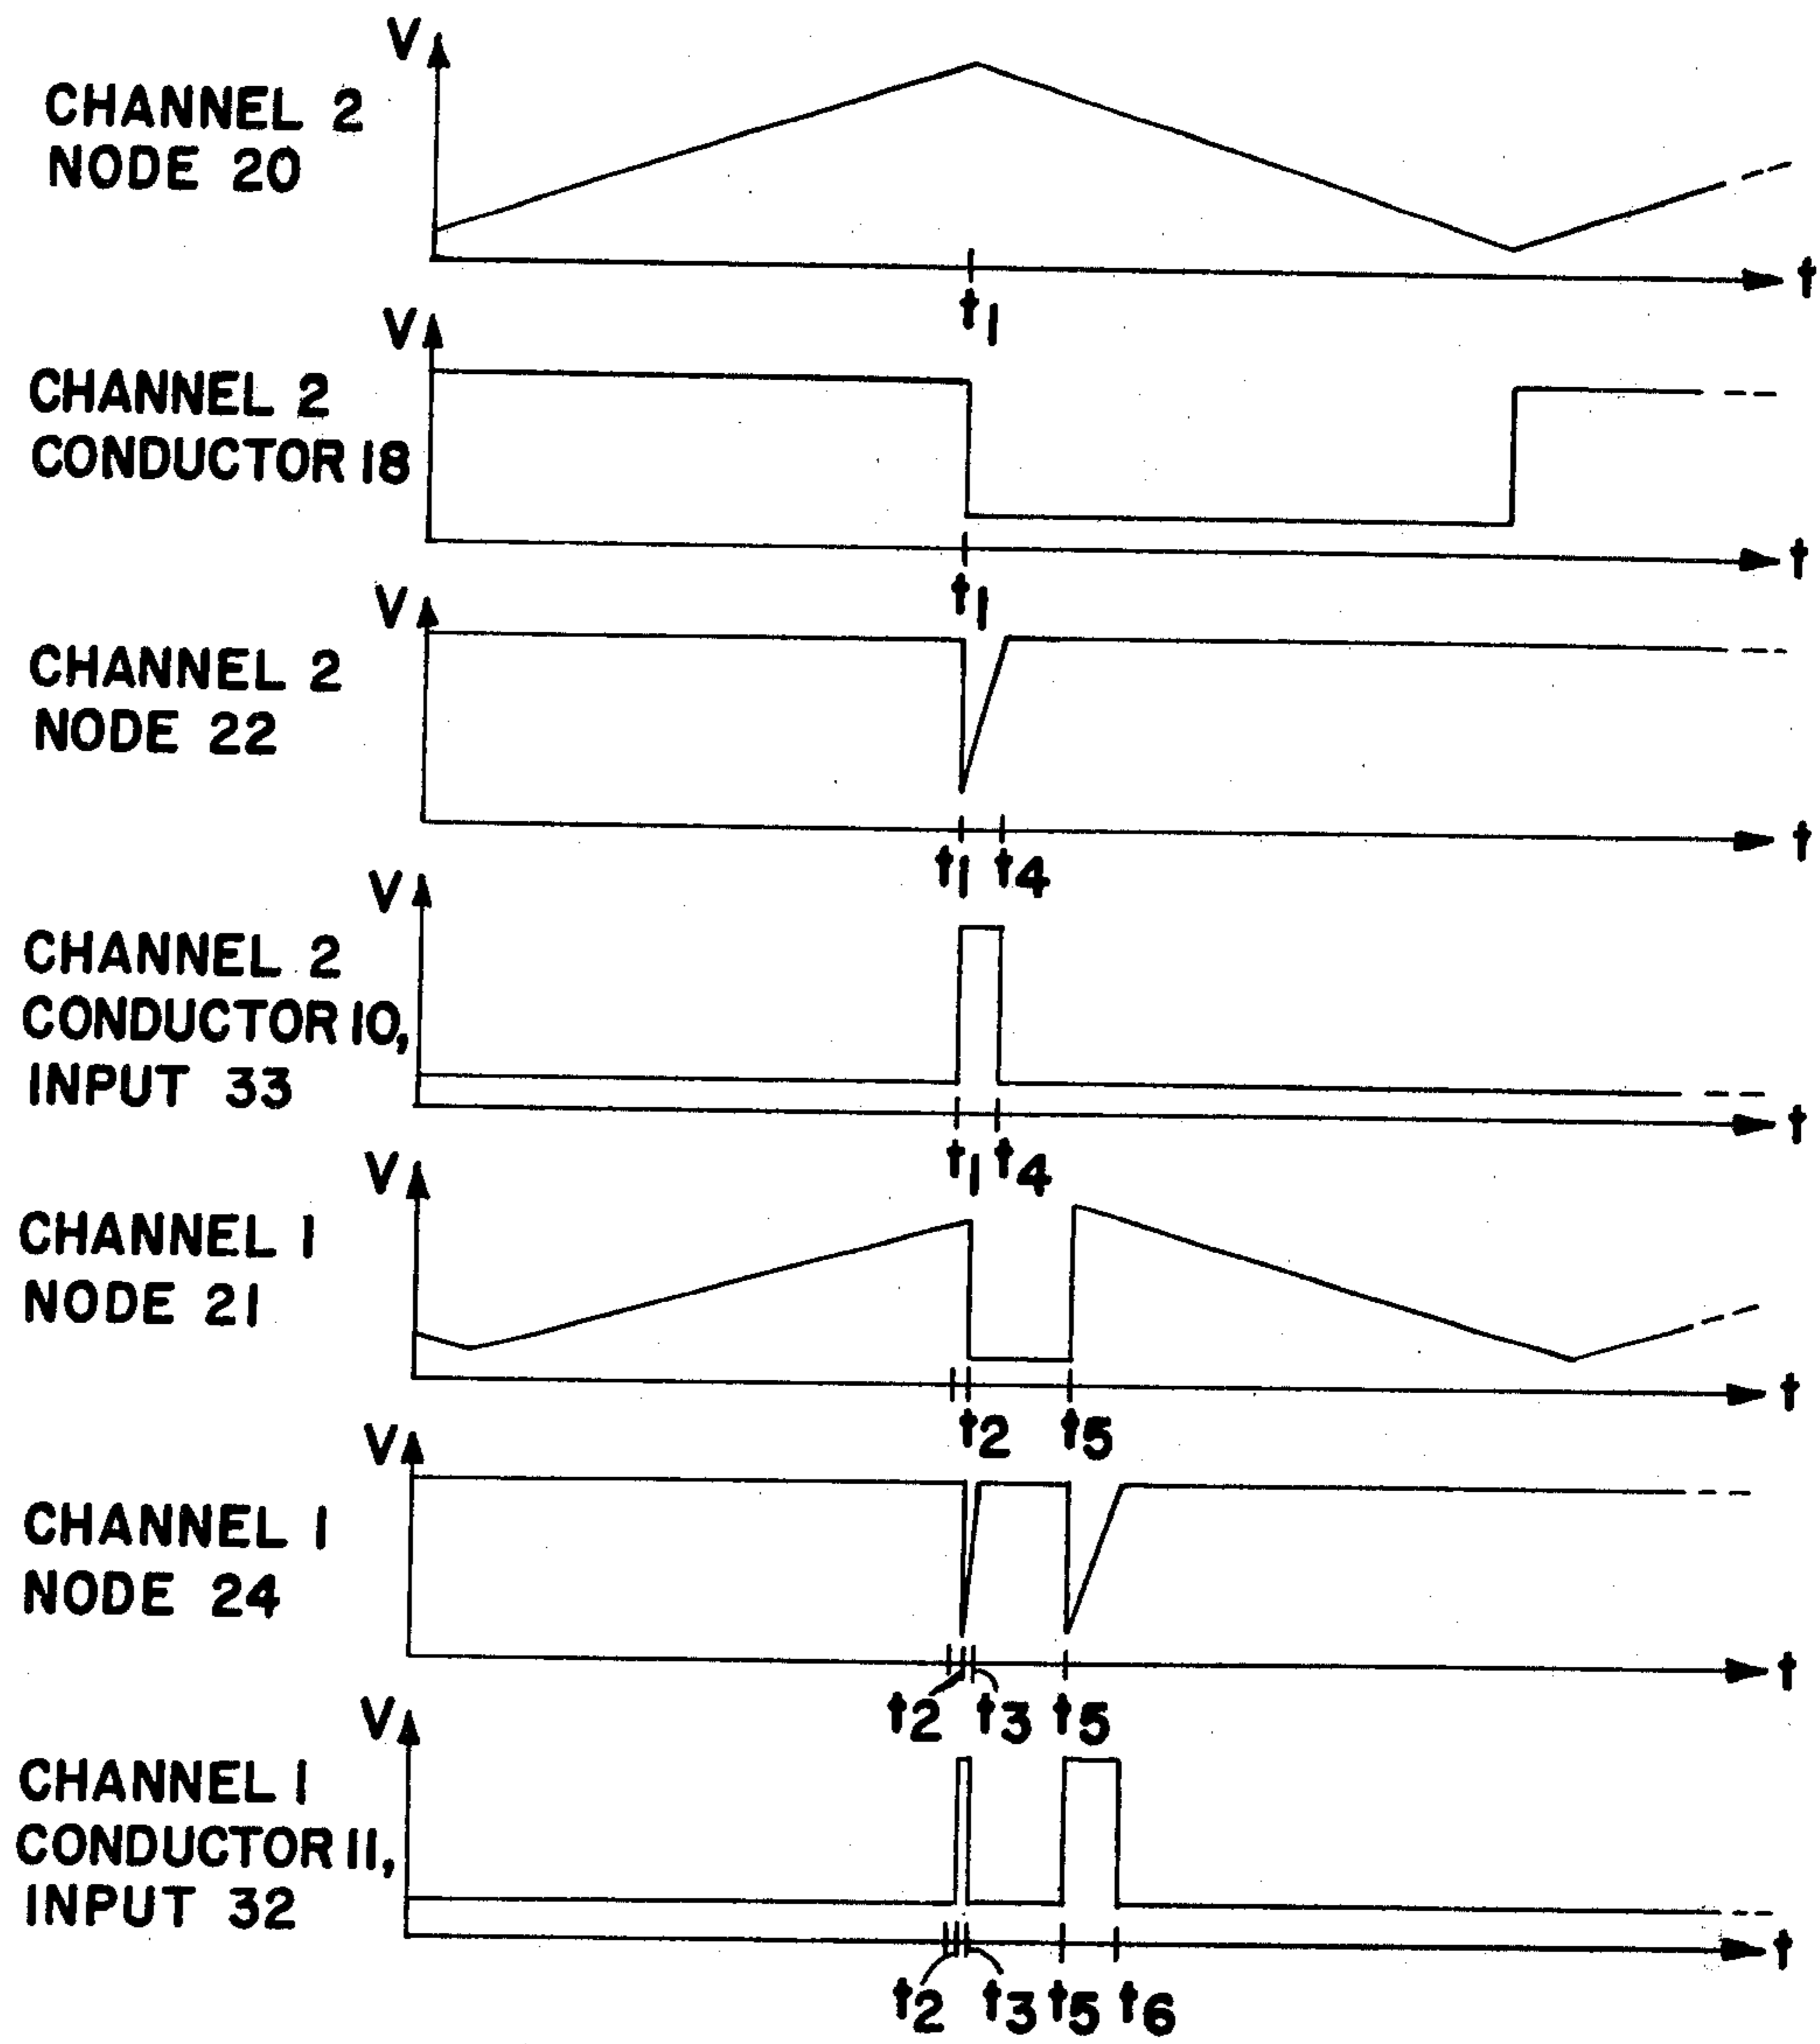 V
CHANNEL 2
NODE 20
t
t1
V
CHANNEL 2
CONDUCTOR 18
t
t1
V
CHANNEL 2
NODE 22
t
t1 t4
V
CHANNEL 2
CONDUCTOR 10,
INPUT 33
t
t1 t4
V
CHANNEL 1
NODE 21
t
t2 t5
V
CHANNEL 1
NODE 24
t
t2 t3 t5
V
CHANNEL 1
CONDUCTOR 11,
INPUT 32
t
t2 t3 t5 t6